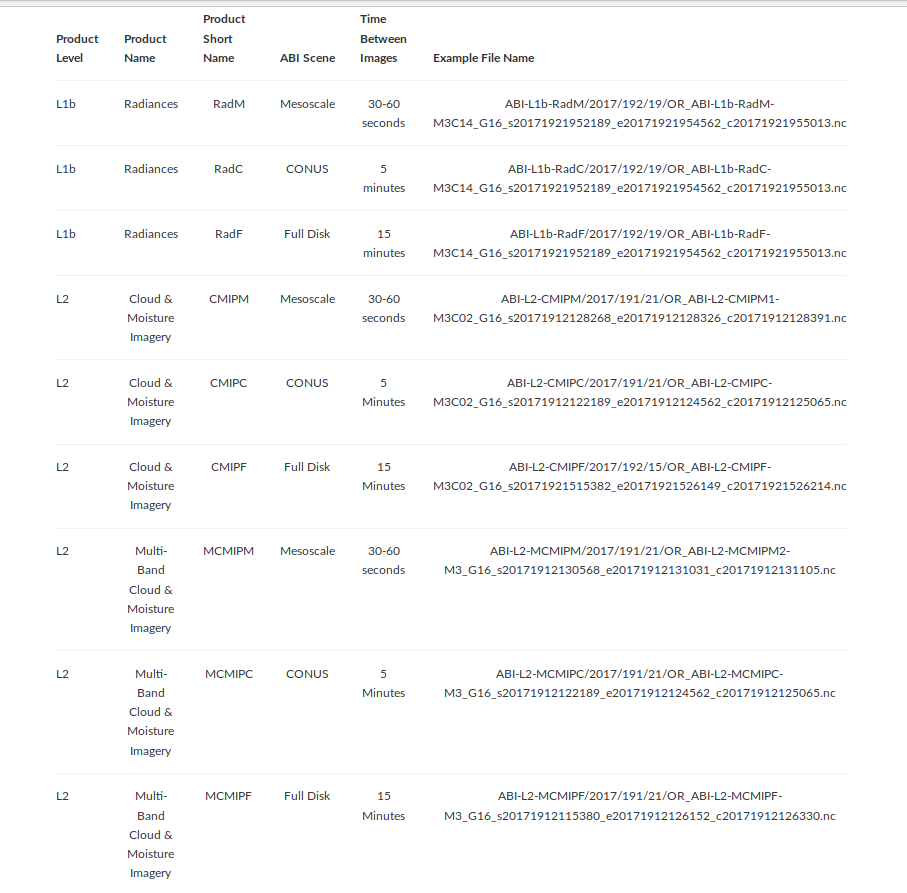 Product Level | Product Name | Product Short Name | ABI Scene | Time Between Images | Example File Name
L1b | Radiances | RadM | Mesoscale | 30-60 seconds | ABI-L1b-RadM/2017/192/19/OR_ABI-L1b-RadM-M3C14_G16_s20171921952189_e20171921954562_c20171921955013.nc
L1b | Radiances | RadC | CONUS | 5 minutes | ABI-L1b-RadC/2017/192/19/OR_ABI-L1b-RadC-M3C14_G16_s20171921952189_e20171921954562_c20171921955013.nc
L1b | Radiances | RadF | Full Disk | 15 minutes | ABI-L1b-RadF/2017/192/19/OR_ABI-L1b-RadF-M3C14_G16_s20171921952189_e20171921954562_c20171921955013.nc
L2 | Cloud & Moisture Imagery | CMIPM | Mesoscale | 30-60 seconds | ABI-L2-CMIPM/2017/191/21/OR_ABI-L2-CMIPM1-M3C02_G16_s20171912128268_e20171912128326_c20171912128391.nc
L2 | Cloud & Moisture Imagery | CMIPC | CONUS | 5 Minutes | ABI-L2-CMIPC/2017/191/21/OR_ABI-L2-CMIPC-M3C02_G16_s20171912122189_e20171912124562_c20171912125065.nc
L2 | Cloud & Moisture Imagery | CMIPF | Full Disk | 15 Minutes | ABI-L2-CMIPF/2017/192/15/OR_ABI-L2-CMIPF-M3C02_G16_s20171921515382_e20171921526149_c20171921526214.nc
L2 | Multi-Band Cloud & Moisture Imagery | MCMIPM | Mesoscale | 30-60 seconds | ABI-L2-MCMIPM/2017/191/21/OR_ABI-L2-MCMIPM2-M3_G16_s20171912130568_e20171912131031_c20171912131105.nc
L2 | Multi-Band Cloud & Moisture Imagery | MCMIPC | CONUS | 5 Minutes | ABI-L2-MCMIPC/2017/191/21/OR_ABI-L2-MCMIPC-M3_G16_s20171912122189_e20171912124562_c20171912125065.nc
L2 | Multi-Band Cloud & Moisture Imagery | MCMIPF | Full Disk | 15 Minutes | ABI-L2-MCMIPF/2017/191/21/OR_ABI-L2-MCMIPF-M3_G16_s20171912115380_e20171912126152_c20171912126330.nc